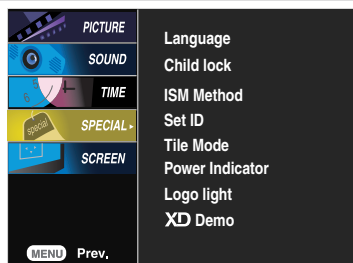 PICTURE
SOUND
TIME
special
SPECIAL
SCREEN
MENU Prev.
Language
Child lock
ISM Method
Set ID
Tile Mode
Power Indicator
Logo light
XD Demo